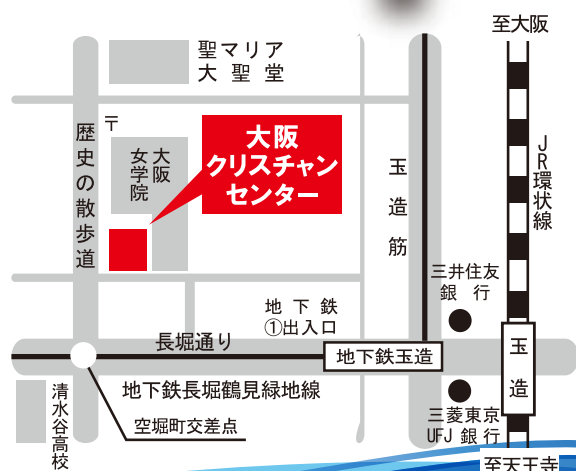 至大阪
聖マリア
大聖堂
〒
歴史の散歩道
大阪
女学院
大阪
クリスチャン
センター
玉造筋
JR環状線
三井住友
銀行
地下鉄
①出入口
長堀通り
地下鉄玉造
玉造
地下鉄長堀鶴見緑地線
清水谷高校
空堀町交差点
三菱東京
UFJ銀行
至天王寺